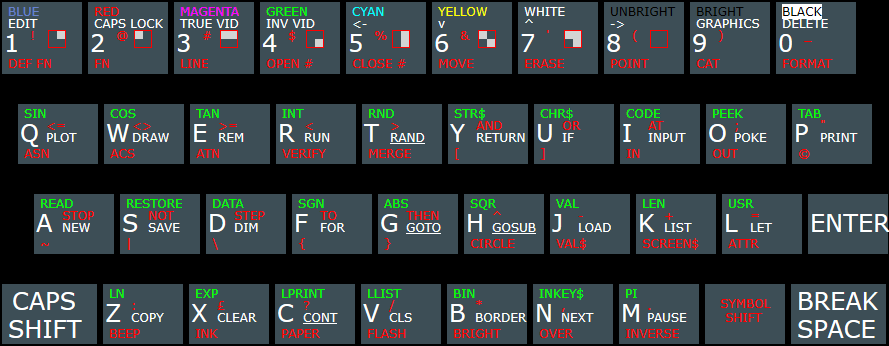 BLUE RED MAGENTA GREEN CYAN YELLOW WHITE UNBRIGHT BRIGHT BLACK
EDIT CAPS LOCK TRUE VID INV VID <- v ^ -> GRAPHICS DELETE
1 ! 2 @ 3 # 4 $ 5 % 6 & 7 ' 8 ( 9 ) 0
DEF FN FN LINE OPEN # CLOSE # MOVE ERASE POINT CAT FORMAT
SIN COS TAN INT RND STR$ CHR$ CODE PEEK TAB
Q <= PLOT W <> DRAW E >= REM R < RUN T > RAND Y AND RETURN U OR IF I AT INPUT O ; POKE P " PRINT
ASN ACS ATN VERIFY MERGE [ ] IN OUT ©
READ RESTORE DATA SGN ABS SQR VAL LEN USR
A STOP NEW S NOT SAVE D STEP DIM F TO FOR G THEN GOTO H ^ GOSUB J - LOAD K + LIST L = LET ENTER
~ | \ { } CIRCLE VAL$ SCREEN$ ATTR
LN EXP LPRINT LLIST BIN INKEY$ PI
CAPS SHIFT Z : COPY X £ CLEAR C ? CONT V / CLS B * BORDER N , NEXT M . PAUSE SYMBOL SHIFT BREAK SPACE
BEEP INK PAPER FLASH BRIGHT OVER INVERSE